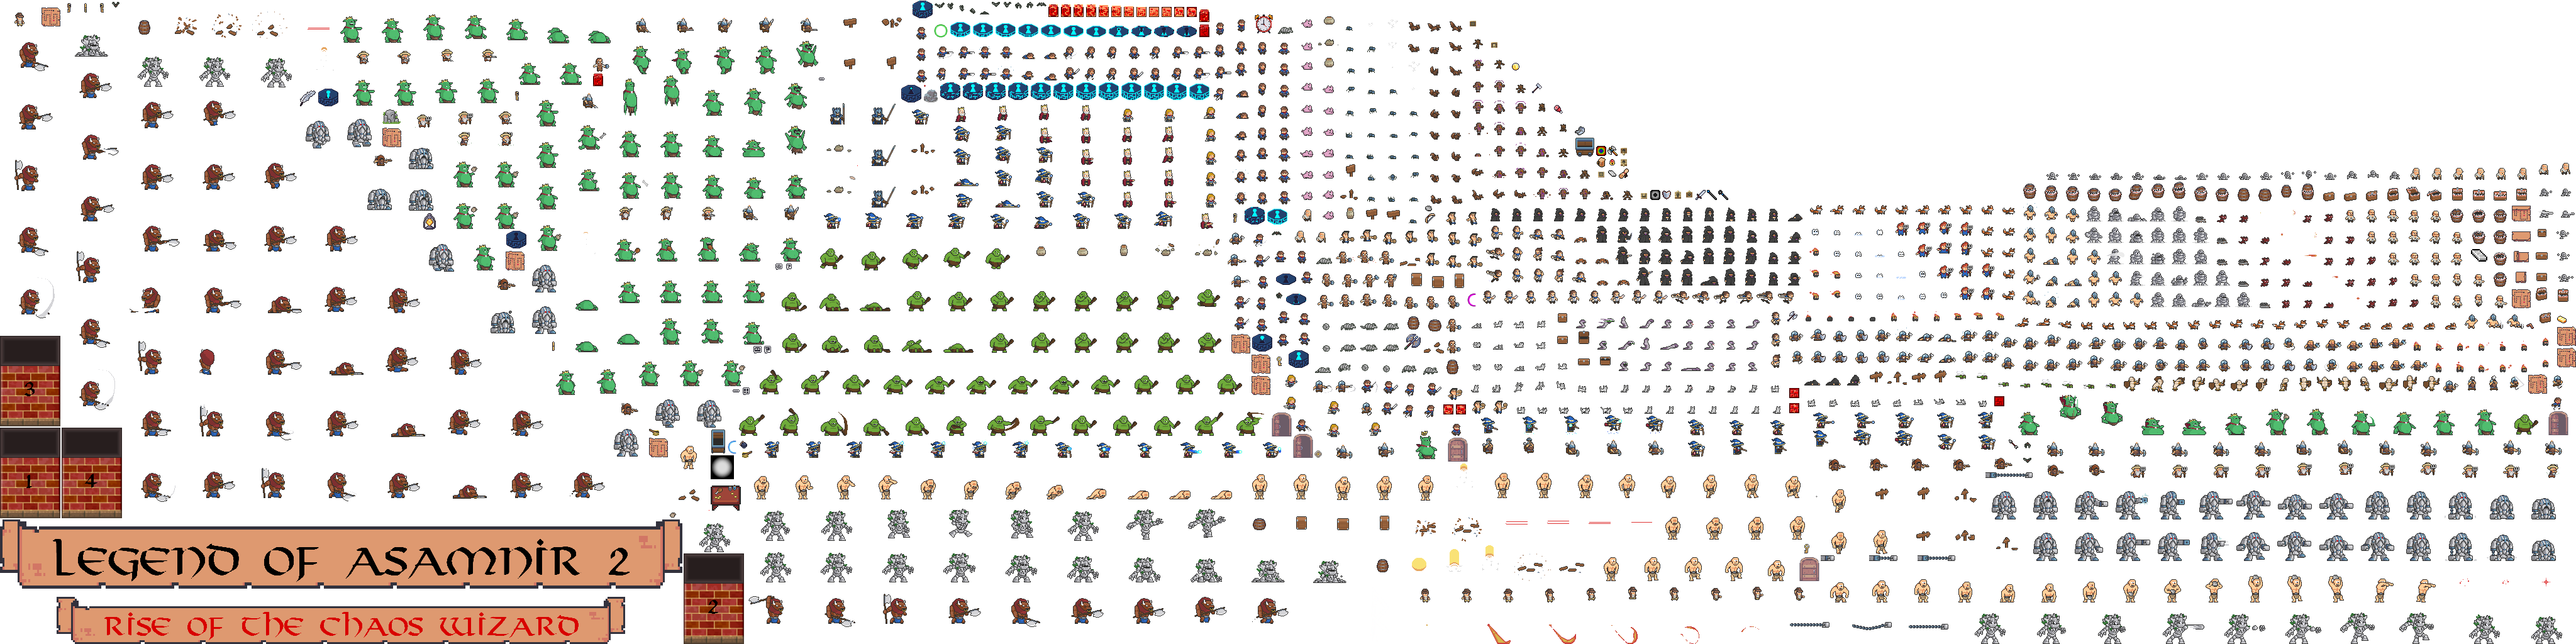 3
1
4
LEGEND OF ASAMNIR 2
2
RISE OF THE CHAOS WIZARD